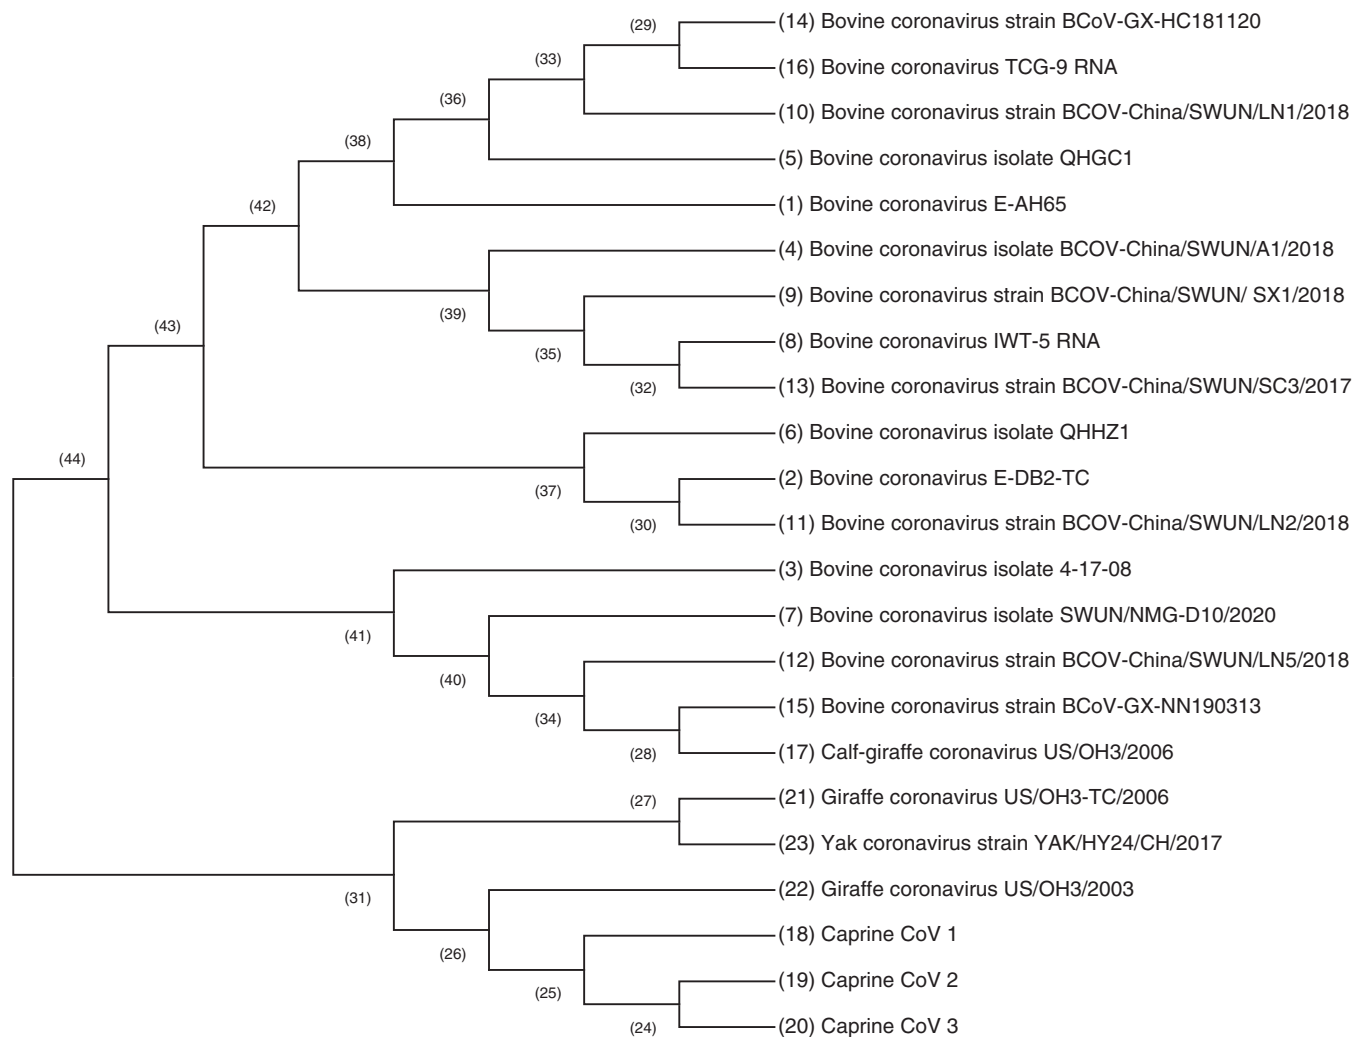 (29)
(14) Bovine coronavirus strain BCoV-GX-HC181120
(33)
(16) Bovine coronavirus TCG-9 RNA
(36)
(10) Bovine coronavirus strain BCOV-China/SWUN/LN1/2018
(38)
(5) Bovine coronavirus isolate QHGC1
(42)
(1) Bovine coronavirus E-AH65
(4) Bovine coronavirus isolate BCOV-China/SWUN/A1/2018
(39)
(9) Bovine coronavirus strain BCOV-China/SWUN/ SX1/2018
(43)
(35)
(8) Bovine coronavirus IWT-5 RNA
(32)
(13) Bovine coronavirus strain BCOV-China/SWUN/SC3/2017
(6) Bovine coronavirus isolate QHHZ1
(44)
(37)
(2) Bovine coronavirus E-DB2-TC
(30)
(11) Bovine coronavirus strain BCOV-China/SWUN/LN2/2018
(3) Bovine coronavirus isolate 4-17-08
(41)
(7) Bovine coronavirus isolate SWUN/NMG-D10/2020
(40)
(12) Bovine coronavirus strain BCOV-China/SWUN/LN5/2018
(34)
(15) Bovine coronavirus strain BCoV-GX-NN190313
(28)
(17) Calf-giraffe coronavirus US/OH3/2006
(27)
(21) Giraffe coronavirus US/OH3-TC/2006
(23) Yak coronavirus strain YAK/HY24/CH/2017
(31)
(22) Giraffe coronavirus US/OH3/2003
(26)
(18) Caprine CoV 1
(25)
(19) Caprine CoV 2
(24)
(20) Caprine CoV 3